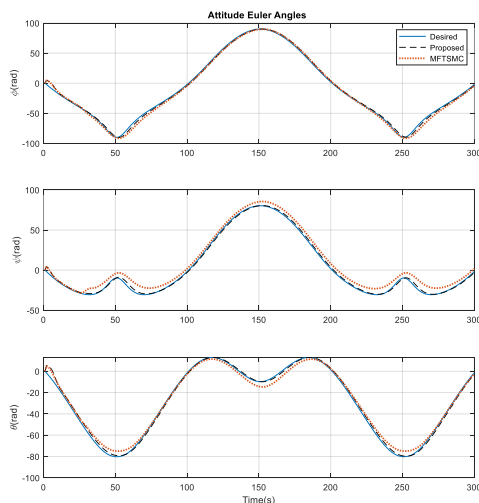 Attitude Euler Angles
Desired
Proposed
MFTSMC
ϕ(rad)
100
50
0
-50
-100
0 50 100 150 200 250 300
ψ(rad)
100
50
0
-50
0 50 100 150 200 250 300
θ(rad)
0
-20
-40
-60
-80
-100
0 50 100 150 200 250 300
Time(s)